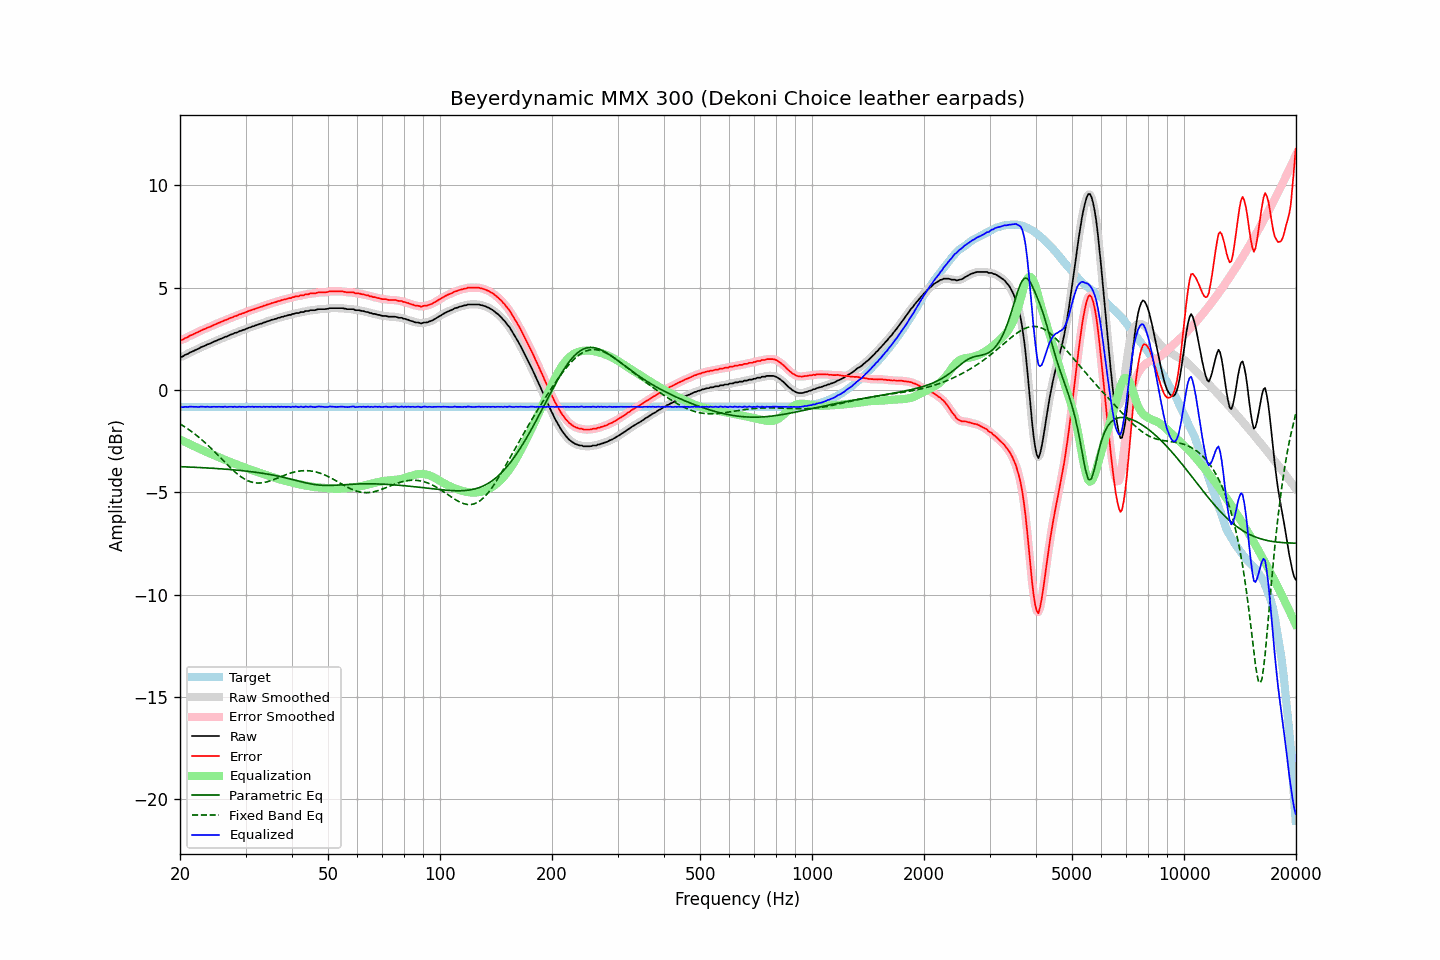 Beyerdynamic MMX 300 (Dekoni Choice leather earpads)
Amplitude (dBr)
10
5
0
−5
−10
−15
−20
Target
Raw Smoothed
Error Smoothed
Raw
Error
Equalization
Parametric Eq
Fixed Band Eq
Equalized
20 50 100 200 500 1000 2000 5000 10000 20000
Frequency (Hz)